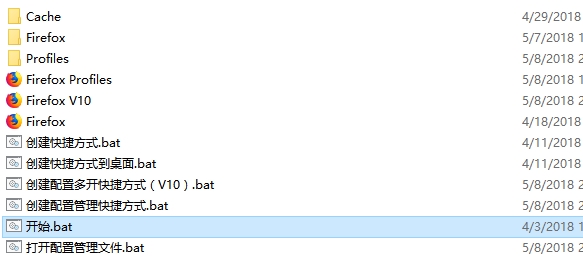 Cache 4/29/2018
Firefox 5/7/2018 1
Profiles 5/8/2018 2
Firefox Profiles 5/8/2018 1
Firefox V10 5/8/2018 2
Firefox 4/18/2018
创建快捷方式.bat 4/11/2018
创建快捷方式到桌面.bat 4/11/2018
创建配置多开快捷方式（V10）.bat 5/8/2018 2
创建配置管理快捷方式.bat 5/8/2018 2
开始.bat 4/3/2018 1
打开配置管理文件.bat 5/8/2018 2